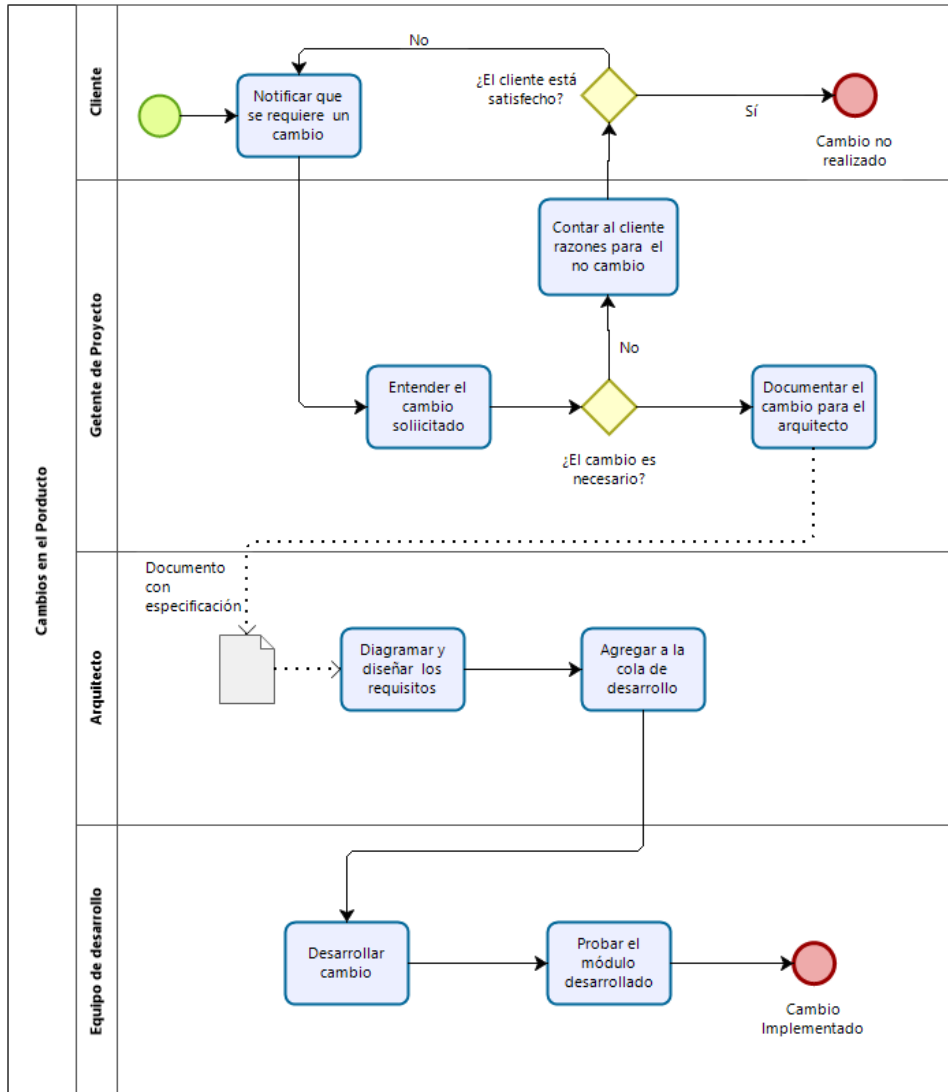 Cambios en el Porducto
Cliente
Notificar que
se requiere un
cambio
No
¿El cliente está
satisfecho?
Sí
Cambio no
realizado
Getente de Proyecto
Contar al cliente
razones para el
no cambio
No
Entender el
cambio
soliicitado
¿El cambio es
necesario?
Documentar el
cambio para el
arquitecto
Arquitecto
Documento
con
especificación
Diagramar y
diseñar los
requisitos
Agregar a la
cola de
desarrollo
Equipo de desarrollo
Desarrollar
cambio
Probar el
módulo
desarrollado
Cambio
Implementado